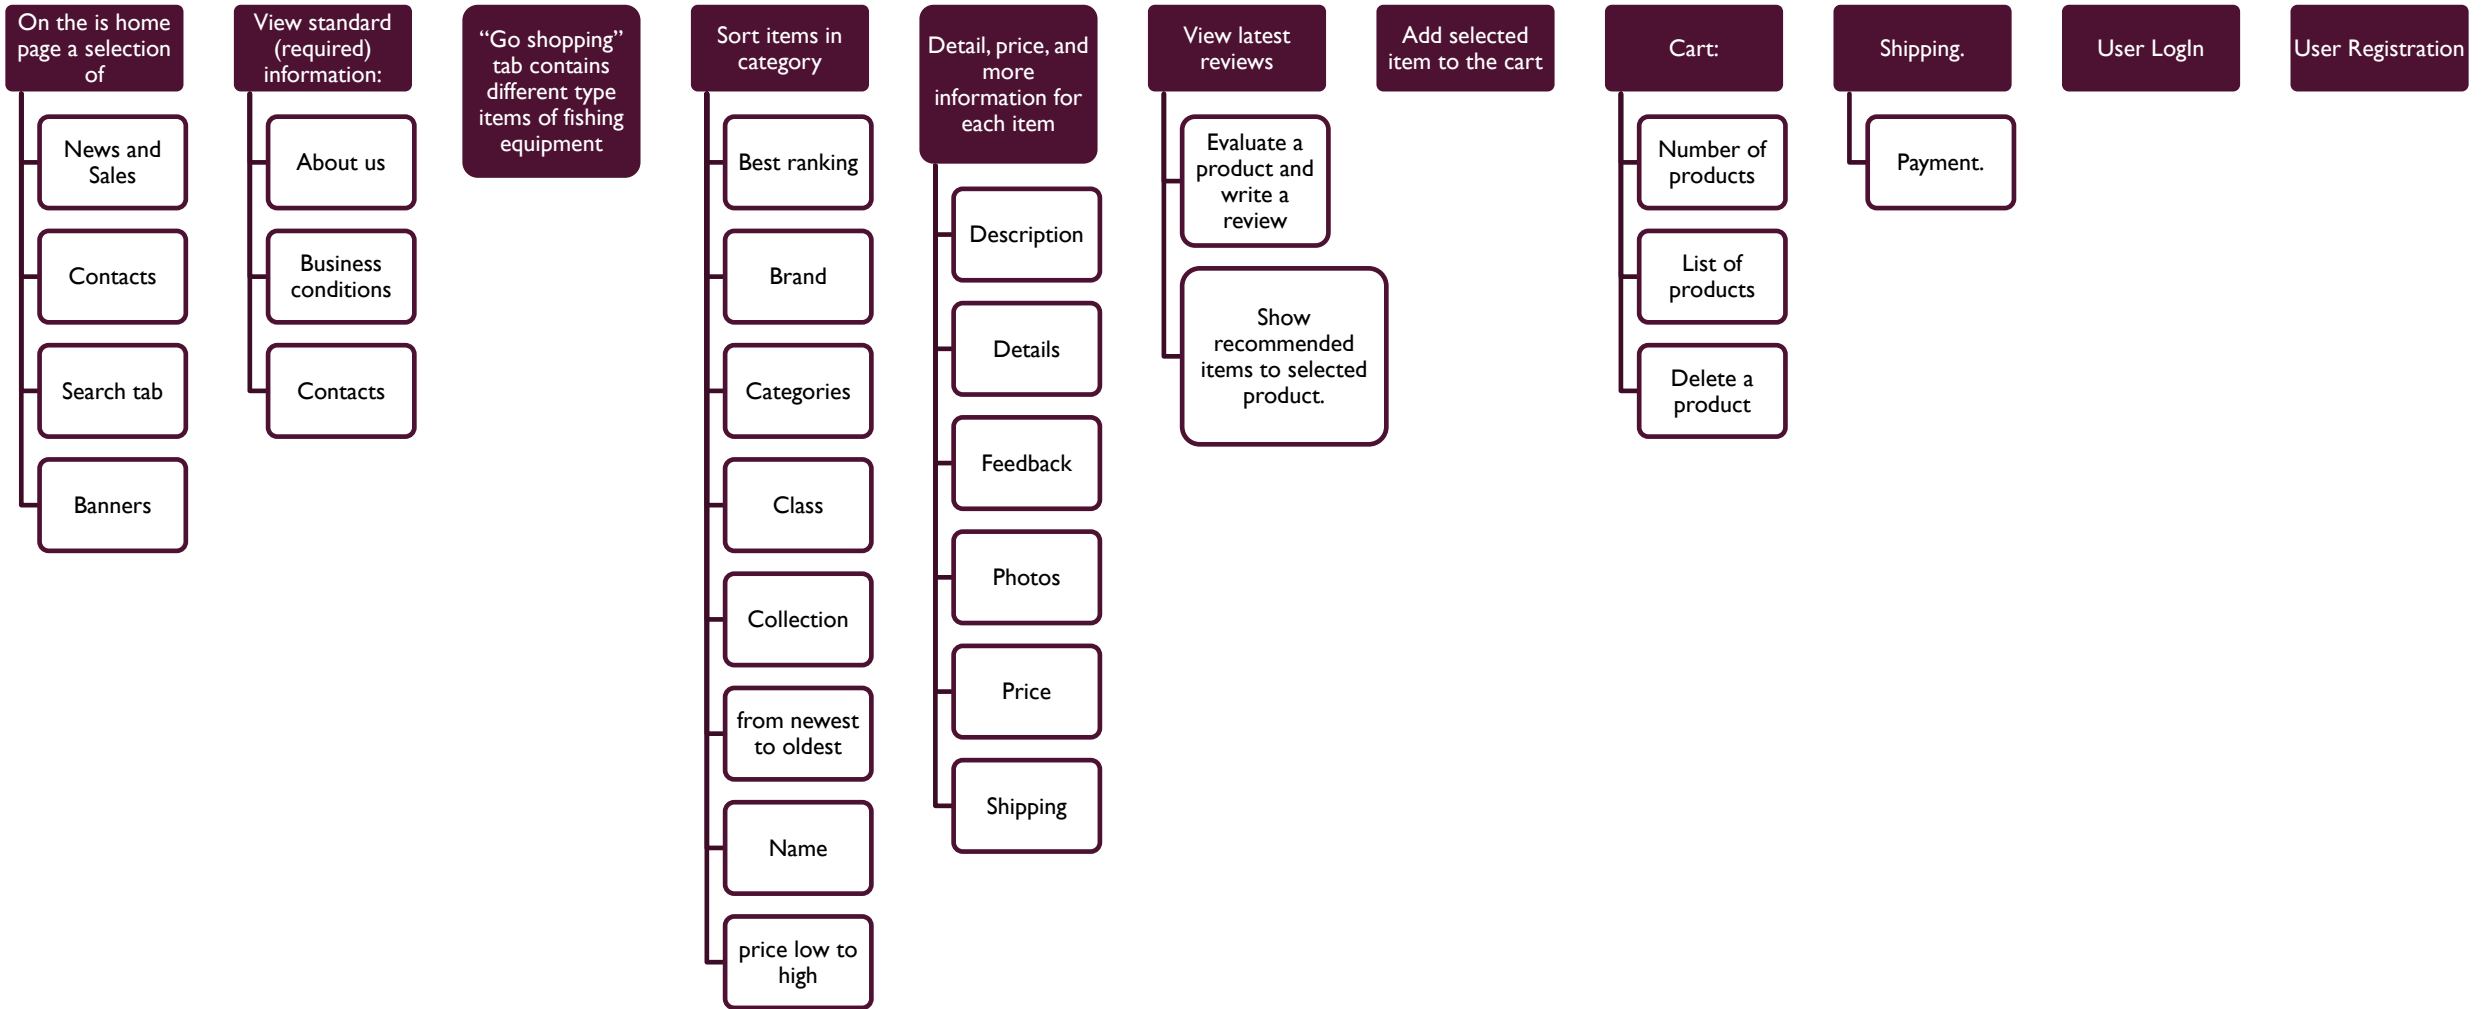 On the is home
page a selection
of
News and
Sales
Contacts
Search tab
Banners
View standard
(required)
information:
About us
Business
conditions
Contacts
“Go shopping”
tab contains
different type
items of fishing
equipment
Sort items in
category
Best ranking
Brand
Categories
Class
Collection
from newest
to oldest
Name
price low to
high
Detail, price, and
more
information for
each item
Description
Details
Feedback
Photos
Price
Shipping
View latest
reviews
Evaluate a
product and
write a
review
Show
recommended
items to selected
product.
Add selected
item to the cart
Cart:
Number of
products
List of
products
Delete a
product
Shipping.
Payment.
User LogIn
User Registration